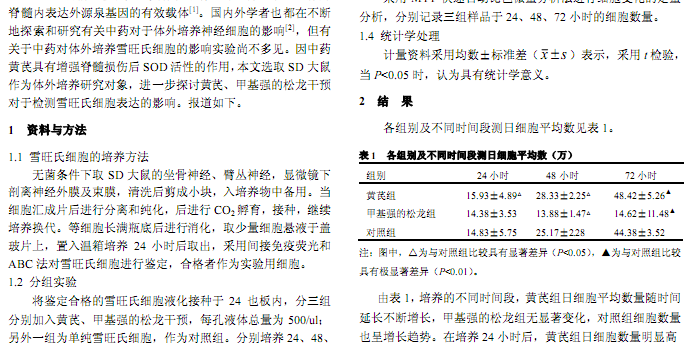 脊随内表达外源泉基因的有效载体[1]。国内外学者也都在不断
地探索和研究有关中药对体外培养神经细胞的影响[2]，但有
关于中药对体外培养雪旺氏细胞的影响实验尚不多见。因中药
黄芪具有增强脊髓损伤后SOD活性的作用，本文选取SD大鼠
作为体外培养研究对象，进一步探讨黄芪、甲基强的松龙干预
对于检测雪旺氏细胞表达的影响。报道如下。
1 资料与方法
1.1 雪旺氏细胞的培养方法
无菌条件下取SD大鼠的坐骨神经、臂丛神经，显微镜下
剖离神经外膜及束膜，清洗后剪成小块，入培养物中备用。当
细胞汇成片后进行分离和纯化，后进行CO2孵育，接种，继续
培养换代。等细胞长满瓶底后进行消化，取少量细胞悬液于盖
玻片上，置入温箱培养 24 小时后取出，采用间接免疫荧光和
ABC法对雪旺氏细胞进行鉴定，合格者作为实验用细胞。
1.2 分组实验
将鉴定合格的雪旺氏细胞液化接种于 24 也板内，分三组
分别加入黄芪、甲基强的松龙干预，每孔液体总量为 500/ul；
另外一组为单纯雪旺氏细胞，作为对照组。分别培养24、48、
分析，分别记录三组样品于24、48、72小时的细胞数量。
1.4 统计学处理
计量资料采用均数±标准差（x̄±s）表示，采用t检验，
当P<0.05时，认为具有统计学意义。
2 结 果
各组别及不同时间段测日细胞平均数见表1。
表1 各组别及不同时间段测日细胞平均数（万）
组别 24小时 48小时 72小时
黄芪组 15.93±4.89△ 28.33±2.25△ 48.42±5.26▲
甲基强的松龙组 14.38±3.53 13.88±1.47△ 14.62±11.48▲
对照组 14.83±5.75 25.17±228 44.38±3.52
注：图中，△为与对照组比较具有显著差异（P<0.05），▲为与对照组比较
具有极显著差异（P<0.01）。
由表1，培养的不同时间段，黄芪组日细胞平均数量随时间
延长不断增长，甲基强的松龙组无显著变化，对照组细胞数量
也呈增长趋势。在培养24小时后，黄芪组日细胞数量明显高